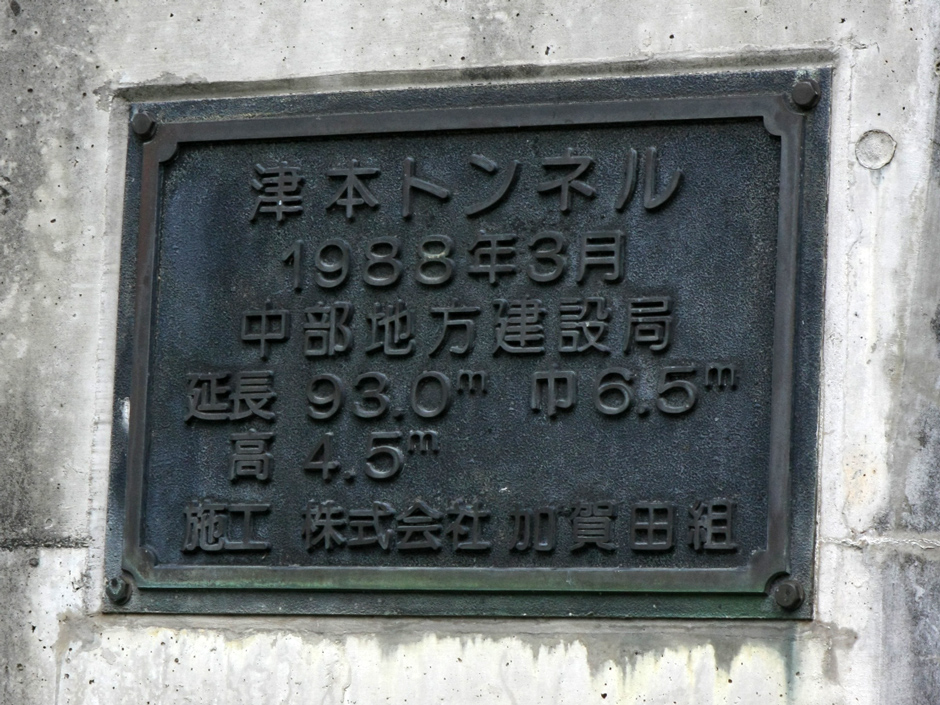 津本トンネル
1988年3月
中部地方建設局
延長 93.0m 巾 6.5m
高 4.5m
施工 株式会社 加賀田組